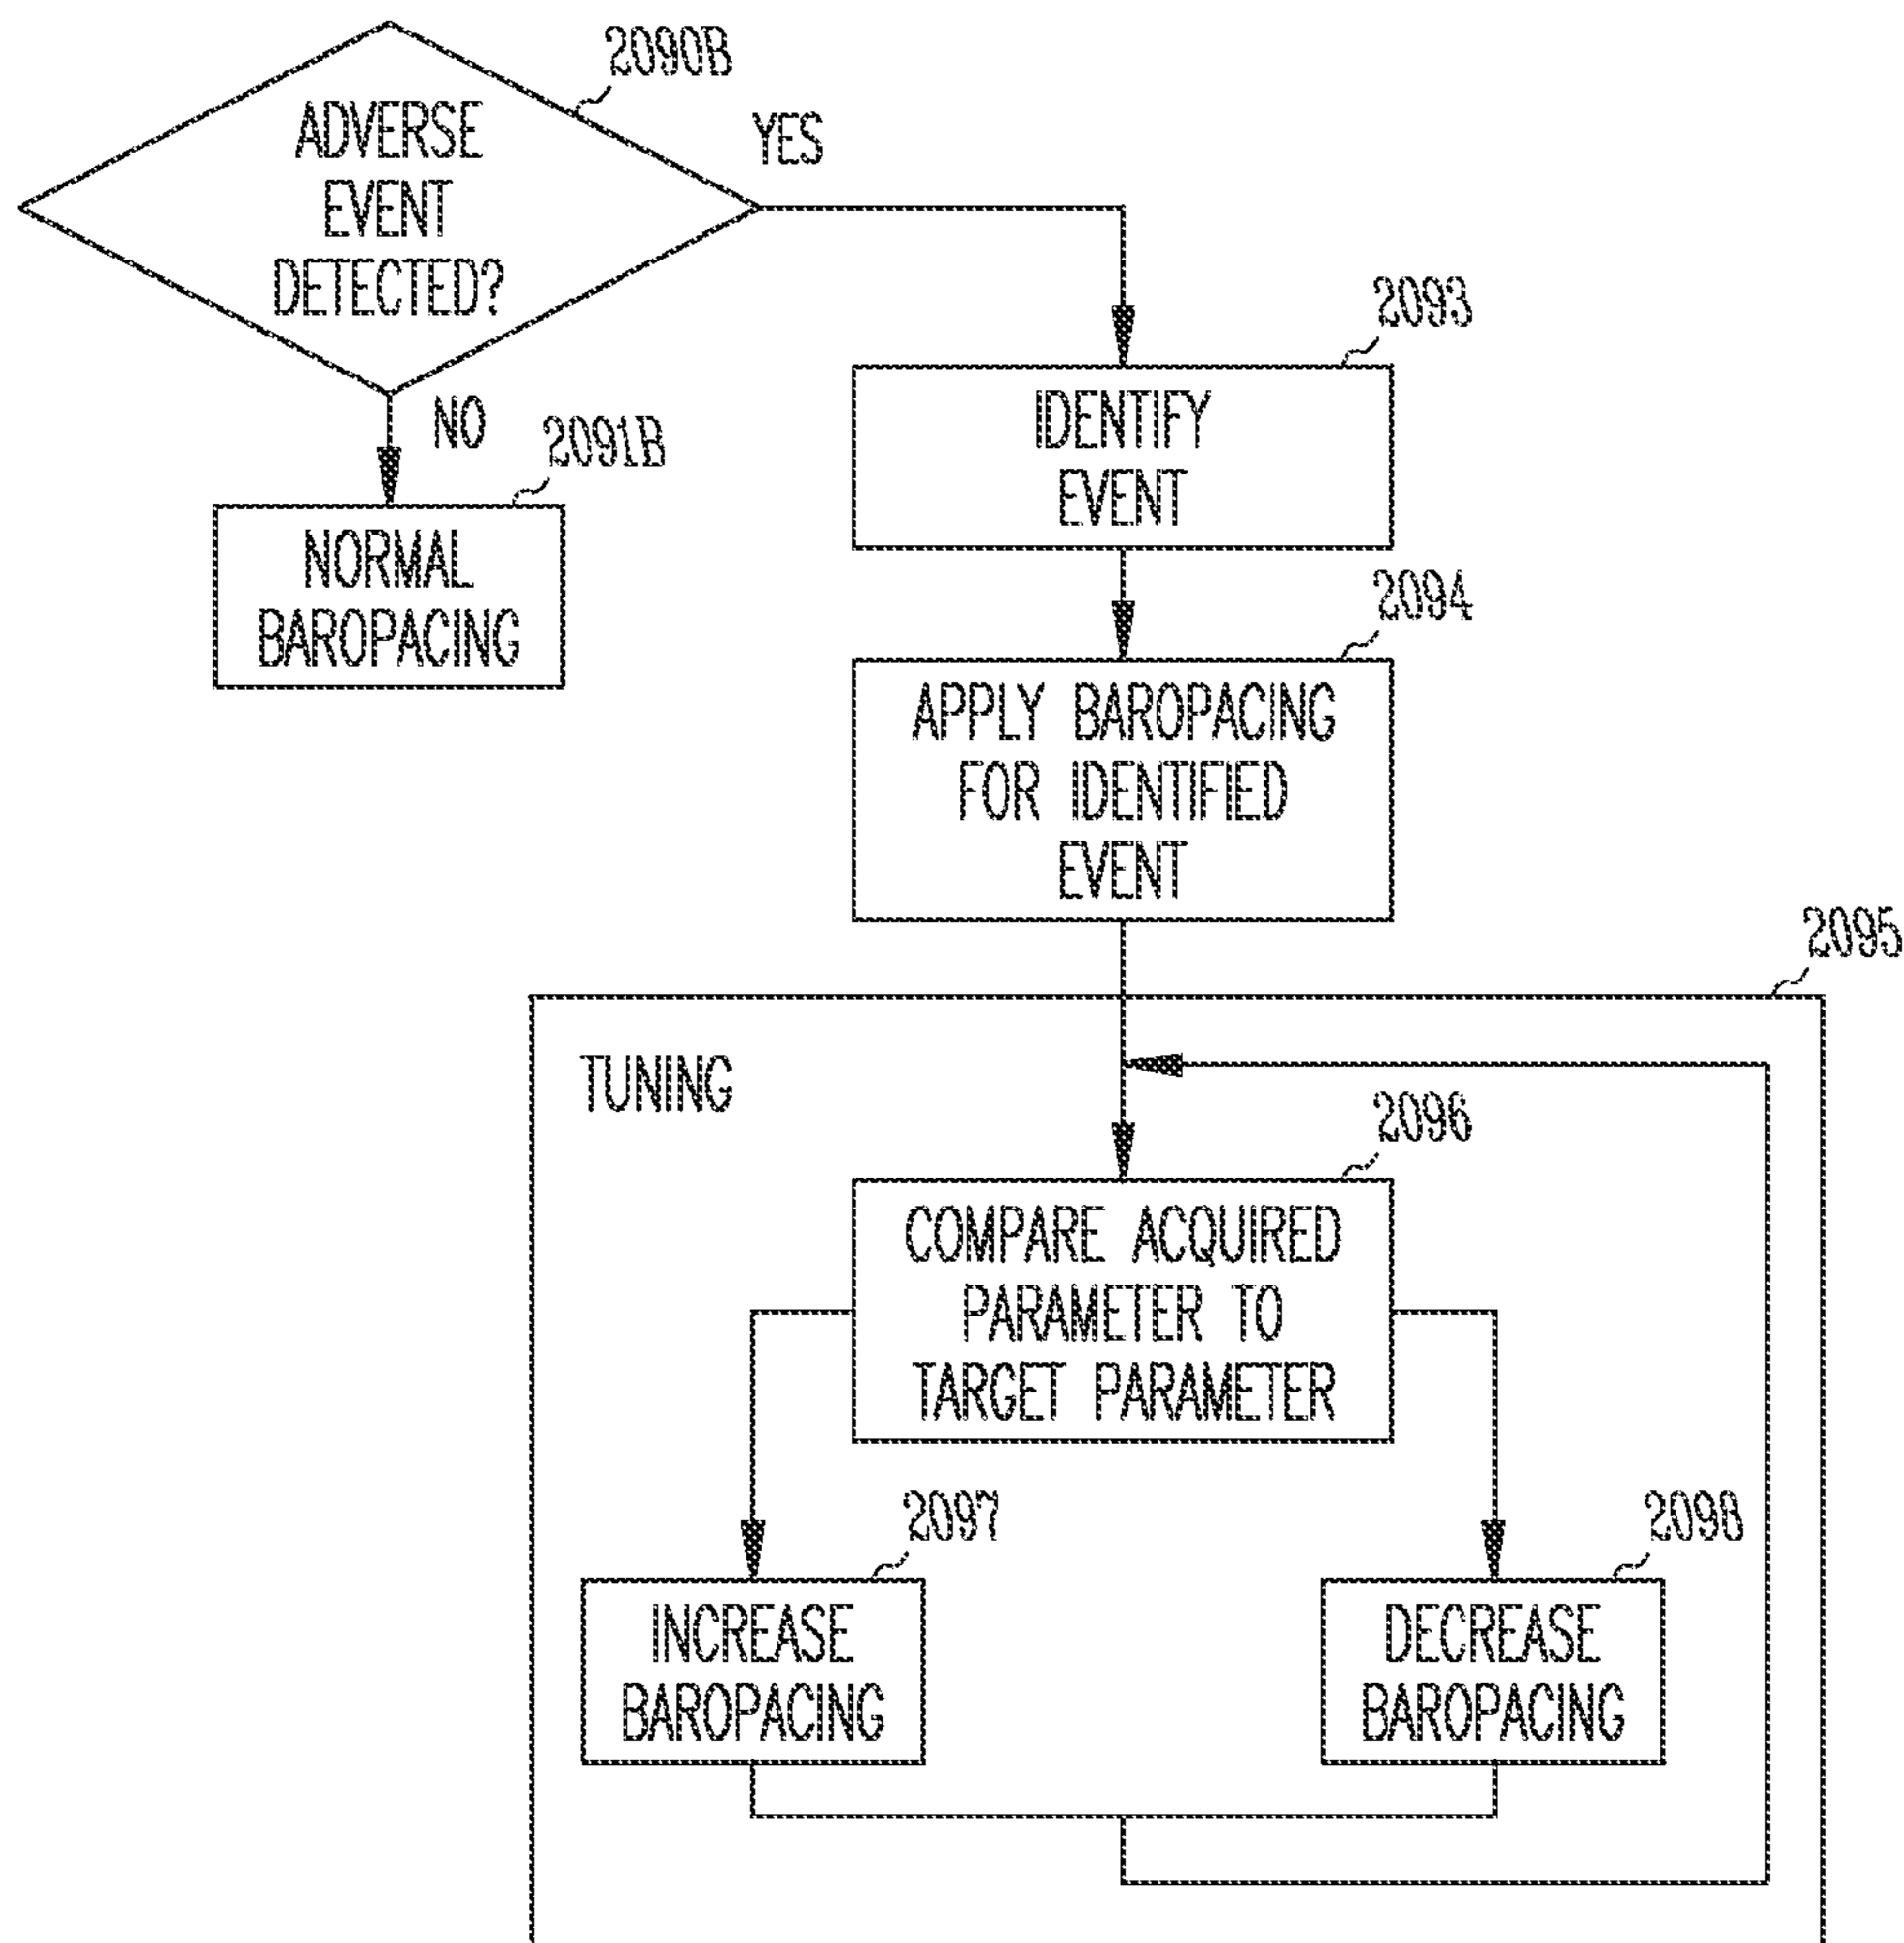 2090B
ADVERSE
EVENT
DETECTED?
YES
NO
2091B
NORMAL
BAROPACING
2093
IDENTIFY
EVENT
2094
APPLY BAROPACING
FOR IDENTIFIED
EVENT
2095
TUNING
2096
COMPARE ACQUIRED
PARAMETER TO
TARGET PARAMETER
2097
INCREASE
BAROPACING
2098
DECREASE
BAROPACING